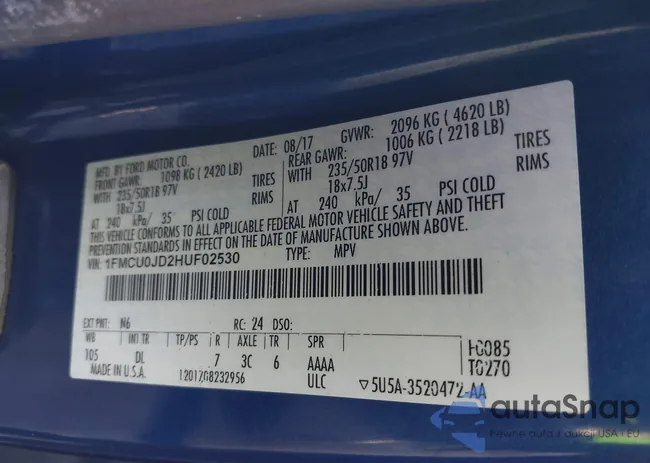 MFD. BY FORD MOTOR CO.
DATE: 08/17 GVWR: 2096 KG ( 4620 LB)
FRONT GAWR: 1098 KG ( 2420 LB)
REAR GAWR: 1006 KG ( 2218 LB)
WITH 235/50R18 97V TIRES
WITH 235/50R18 97V TIRES
18x7.5J RIMS
18x7.5J RIMS
AT 240 kPa/ 35 PSI COLD
AT 240 kPa/ 35 PSI COLD
THIS VEHICLE CONFORMS TO ALL APPLICABLE FEDERAL MOTOR VEHICLE SAFETY AND THEFT
PREVENTION STANDARDS IN EFFECT ON THE DATE OF MANUFACTURE SHOWN ABOVE.
VIN: 1FMCU0JD2HUF02530 TYPE: MPV
EXT PNT: N6 RC: 24 DSO:
WB INT TR TP/PS R AXLE TR SPR
105 DL 7 3C 6 AAAA
MADE IN U.S.A. 1201708232956 ULC
T0270
▽5U5A-3520472-AA
autaSnap